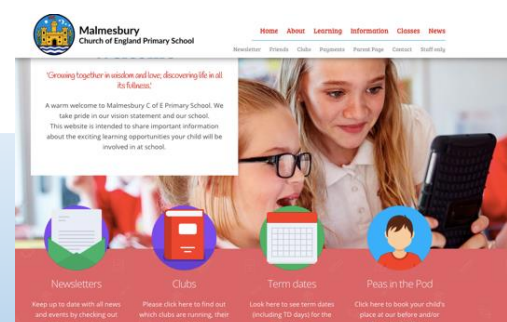 Malmesbury
Church of England Primary School
Home About Learning Information Classes News
Newsletter Friends Clubs Payments Parent Page Contact Staff only
'Growing together in wisdom and love; discovering life in all
its fullness.'
A warm welcome to Malmesbury C of E Primary School. We
take pride in our vision statement and our school.
This website is intended to share important information
about the exciting learning opportunities your child will be
involved in at school.
Newsletters
Keep up to date with all news
and events by checking out
Clubs
Please click here to find out
which clubs are running, their
Term dates
Look here to see term dates
(including TD days) for the
Peas in the Pod
Click here to book your child's
place at our before and/or